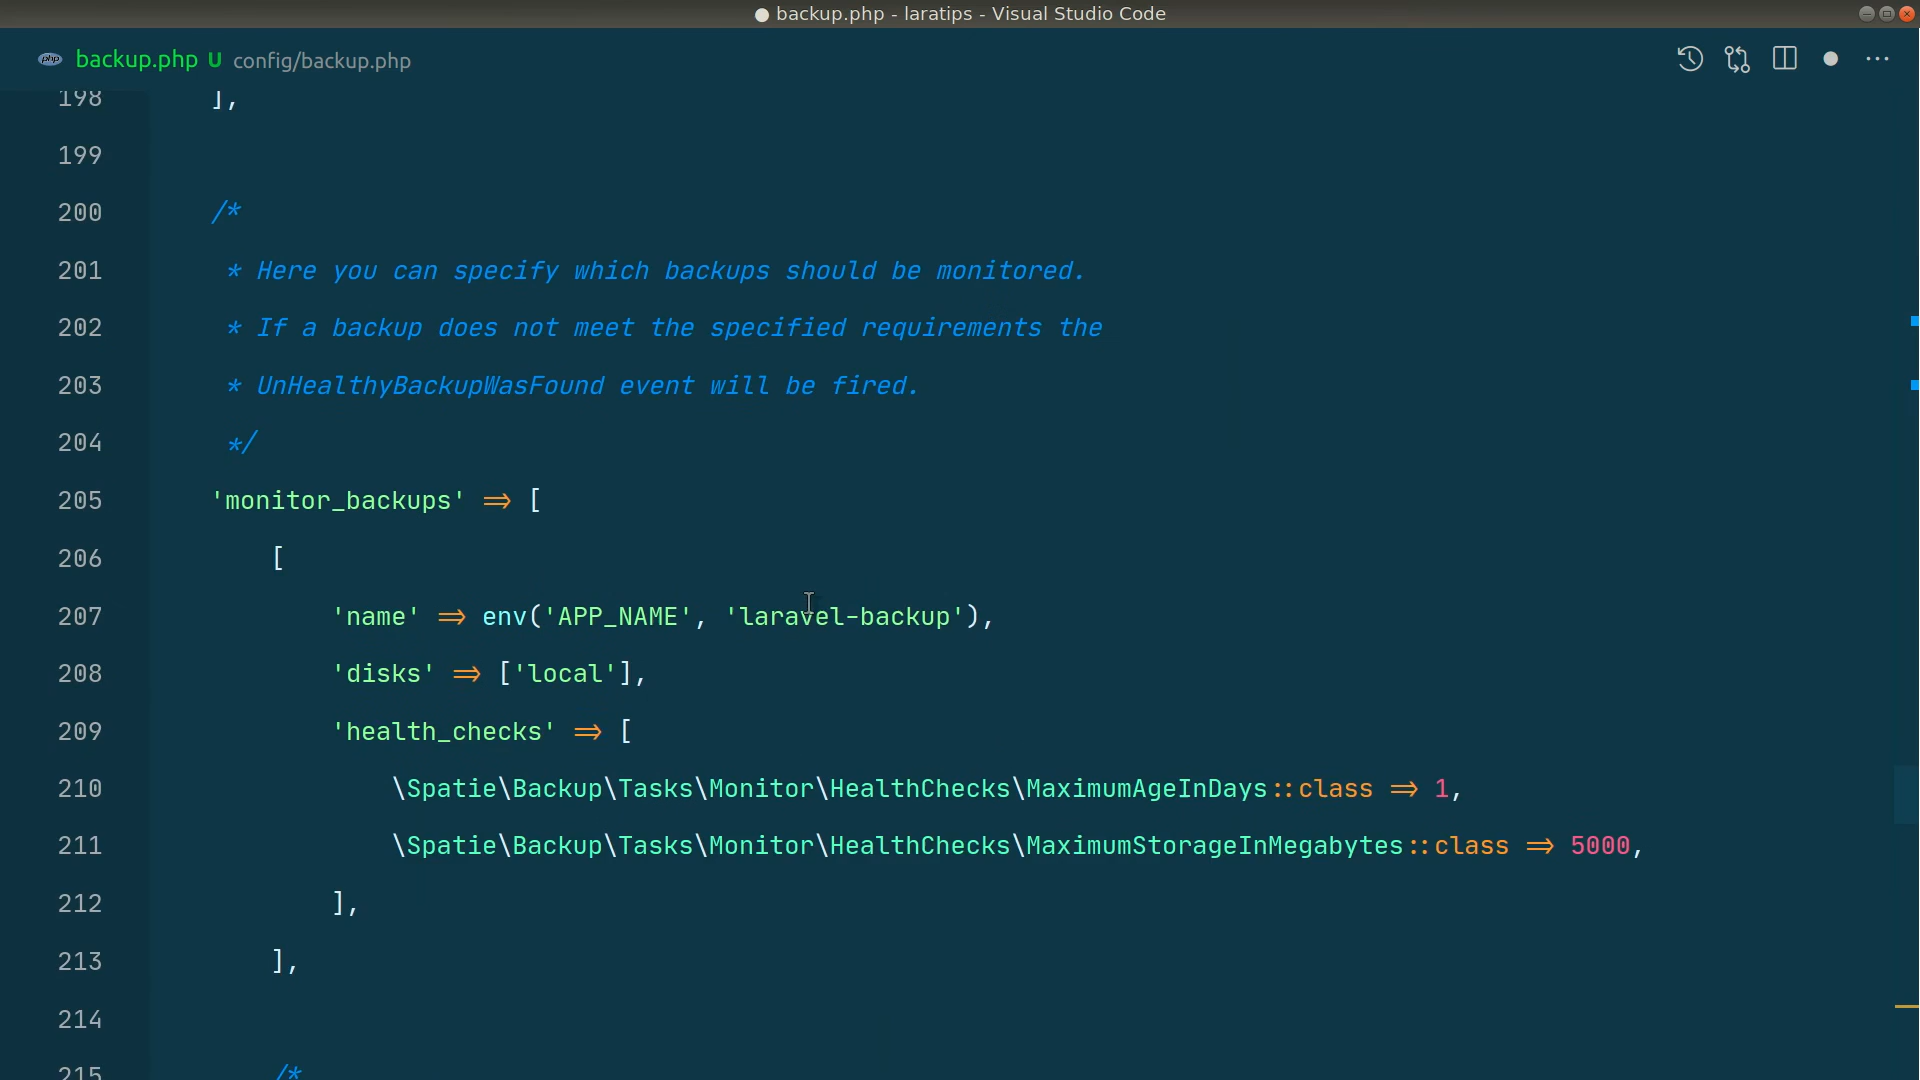 ● backup.php - laratips - Visual Studio Code
php backup.php U config/backup.php
198 ],
199
200 /*
201 * Here you can specify which backups should be monitored.
202 * If a backup does not meet the specified requirements the
203 * UnHealthyBackupWasFound event will be fired.
204 */
205 'monitor_backups' => [
206 [
207 'name' => env('APP_NAME', 'laravel-backup'),
208 'disks' => ['local'],
209 'health_checks' => [
210 \Spatie\Backup\Tasks\Monitor\HealthChecks\MaximumAgeInDays::class => 1,
211 \Spatie\Backup\Tasks\Monitor\HealthChecks\MaximumStorageInMegabytes::class => 5000,
212 ],
213 ],
214
215 /*